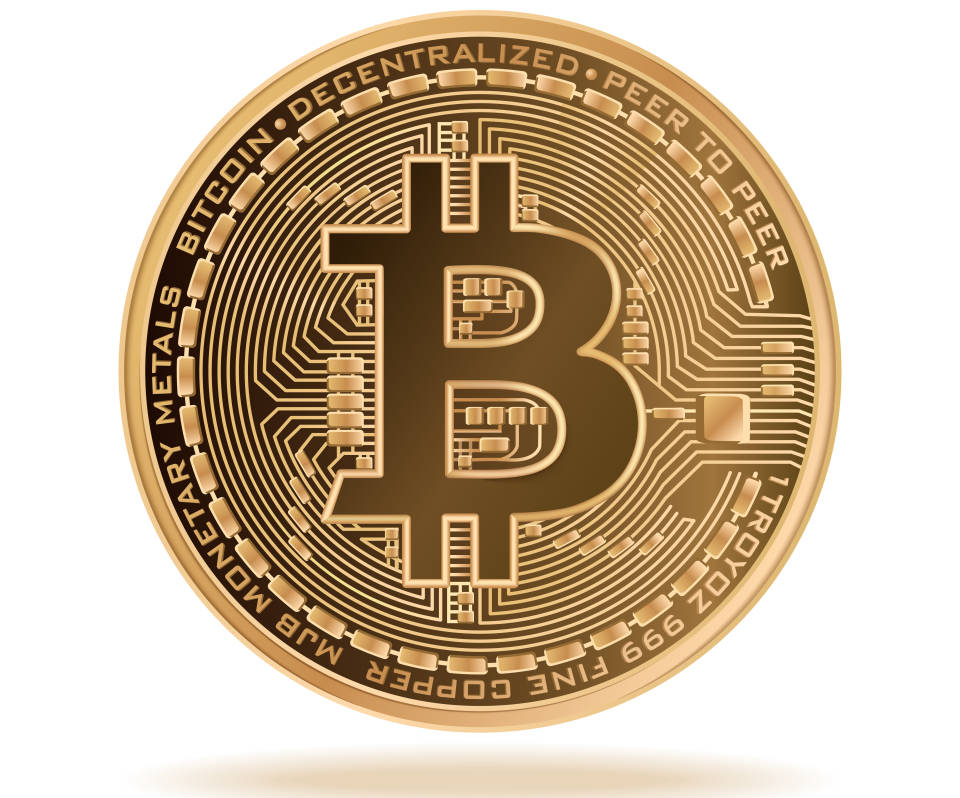 BITCOIN • DECENTRALIZED • PEER TO PEER
1 TROY OZ 999 FINE COPPER MJB MONETARY METALS